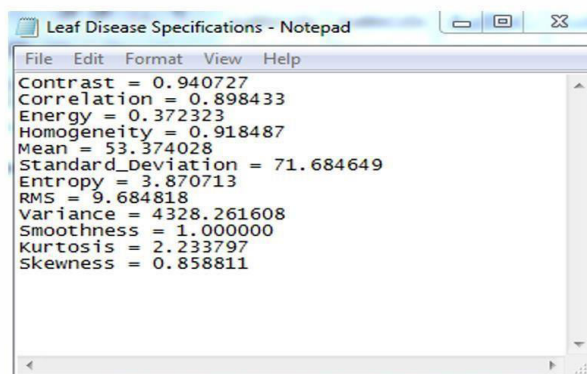 Leaf Disease Specifications - Notepad
File Edit Format View Help
Contrast = 0.940727
Correlation = 0.898433
Energy = 0.372323
Homogeneity = 0.918487
Mean = 53.374028
Standard_Deviation = 71.684649
Entropy = 3.870713
RMS = 9.684818
Variance = 4328.261608
Smoothness = 1.000000
Kurtosis = 2.233797
Skewness = 0.858811